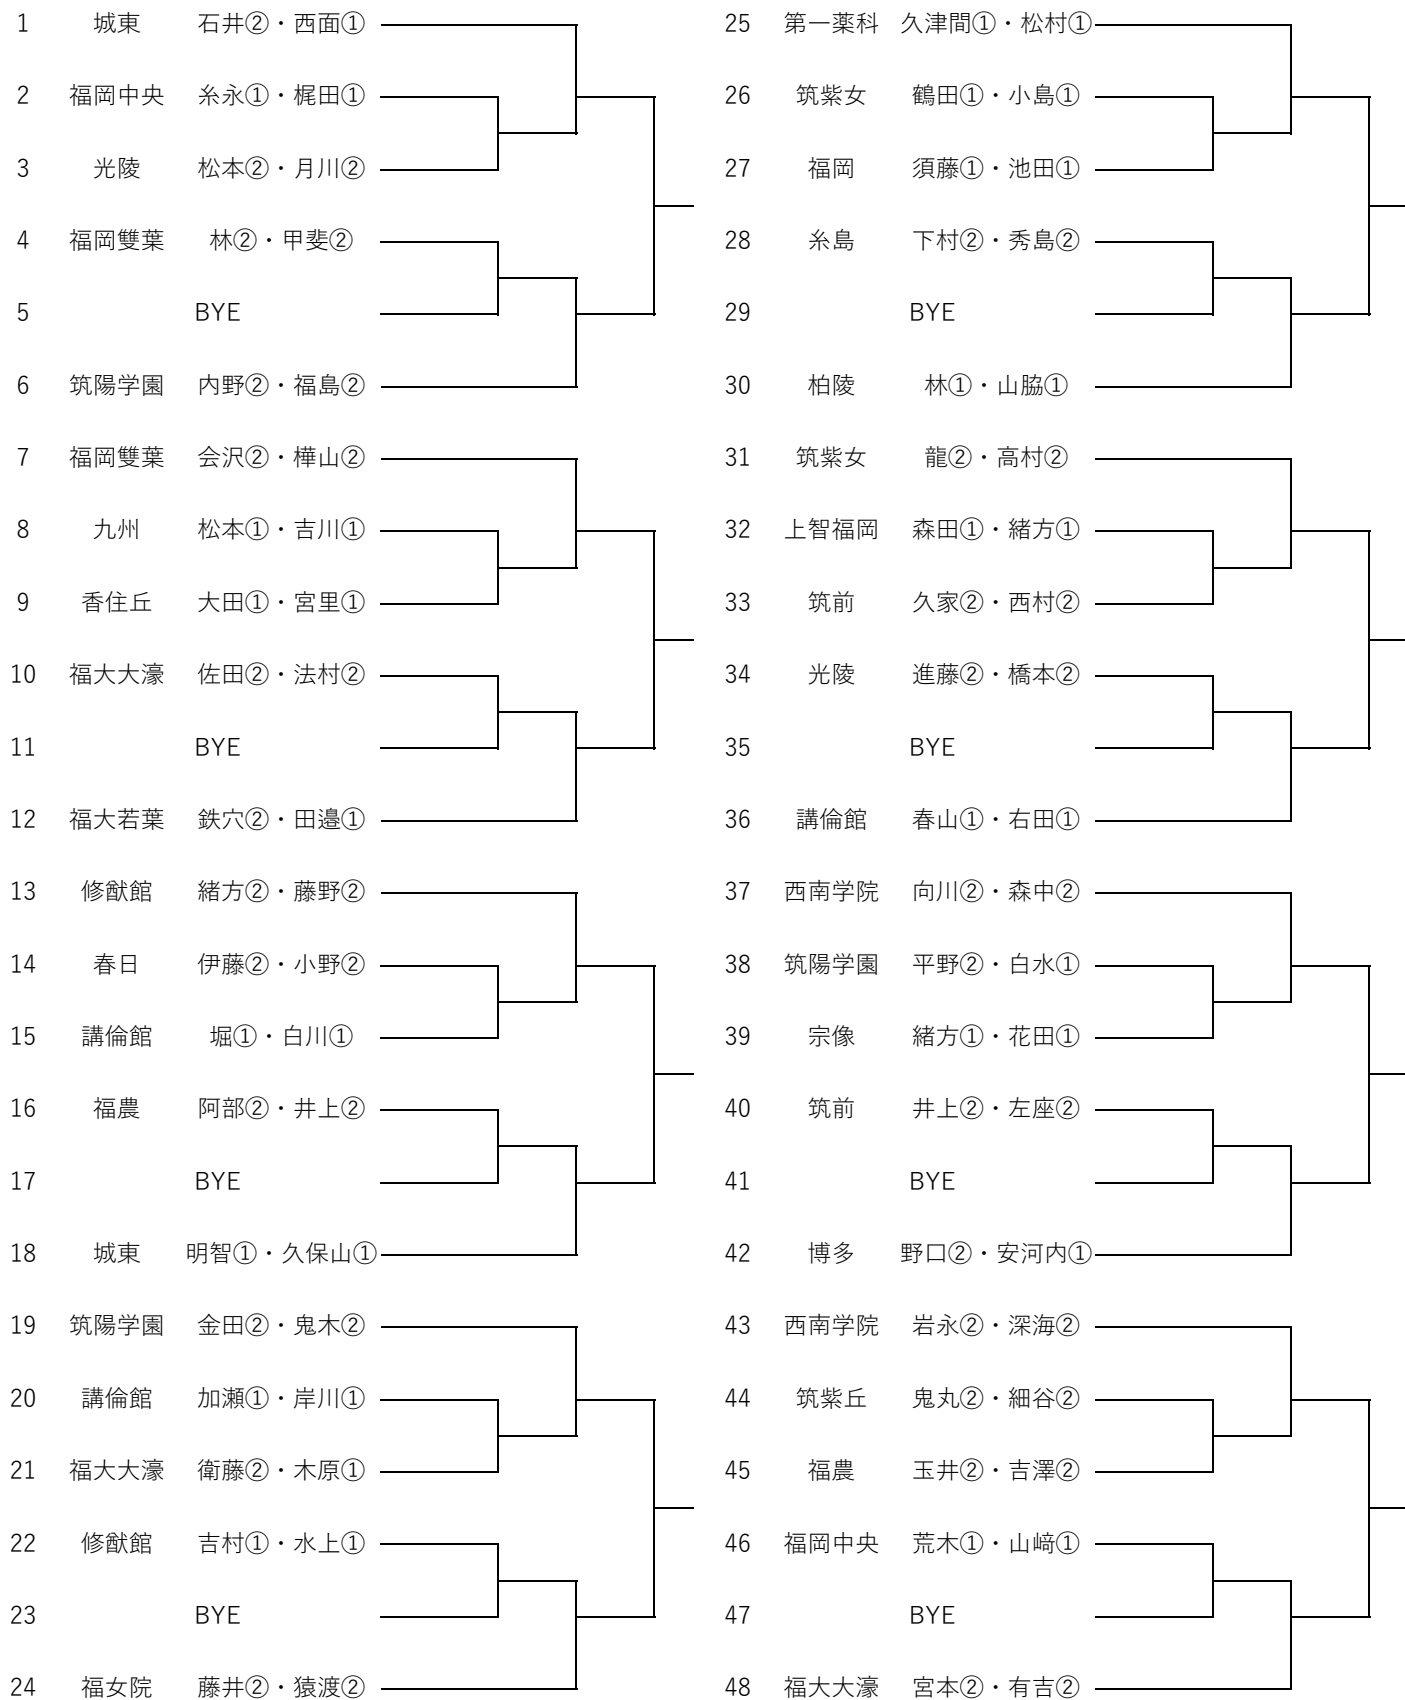 1 城東 石井②・西面①
2 福岡中央 糸永①・梶田①
3 光陵 松本②・月川②
4 福岡雙葉 林②・甲斐②
5 BYE
6 筑陽学園 内野②・福島②
7 福岡雙葉 会沢②・樺山②
8 九州 松本①・吉川①
9 香住丘 大田①・宮里①
10 福大大濠 佐田②・法村②
11 BYE
12 福大若葉 鉄穴②・田邉①
13 修猷館 緒方②・藤野②
14 春日 伊藤②・小野②
15 講倫館 堀①・白川①
16 福農 阿部②・井上②
17 BYE
18 城東 明智①・久保山①
19 筑陽学園 金田②・鬼木②
20 講倫館 加瀬①・岸川①
21 福大大濠 衛藤②・木原①
22 修猷館 吉村①・水上①
23 BYE
24 福女院 藤井②・猿渡②
25 第一薬科 久津間①・松村①
26 筑紫女 鶴田①・小島①
27 福岡 須藤①・池田①
28 糸島 下村②・秀島②
29 BYE
30 柏陵 林①・山脇①
31 筑紫女 龍②・高村②
32 上智福岡 森田①・緒方①
33 筑前 久家②・西村②
34 光陵 進藤②・橋本②
35 BYE
36 講倫館 春山①・右田①
37 西南学院 向川②・森中②
38 筑陽学園 平野②・白水①
39 宗像 緒方①・花田①
40 筑前 井上②・左座②
41 BYE
42 博多 野口②・安河内①
43 西南学院 岩永②・深海②
44 筑紫丘 鬼丸②・細谷②
45 福農 玉井②・吉澤②
46 福岡中央 荒木①・山﨑①
47 BYE
48 福大大濠 宮本②・有吉②